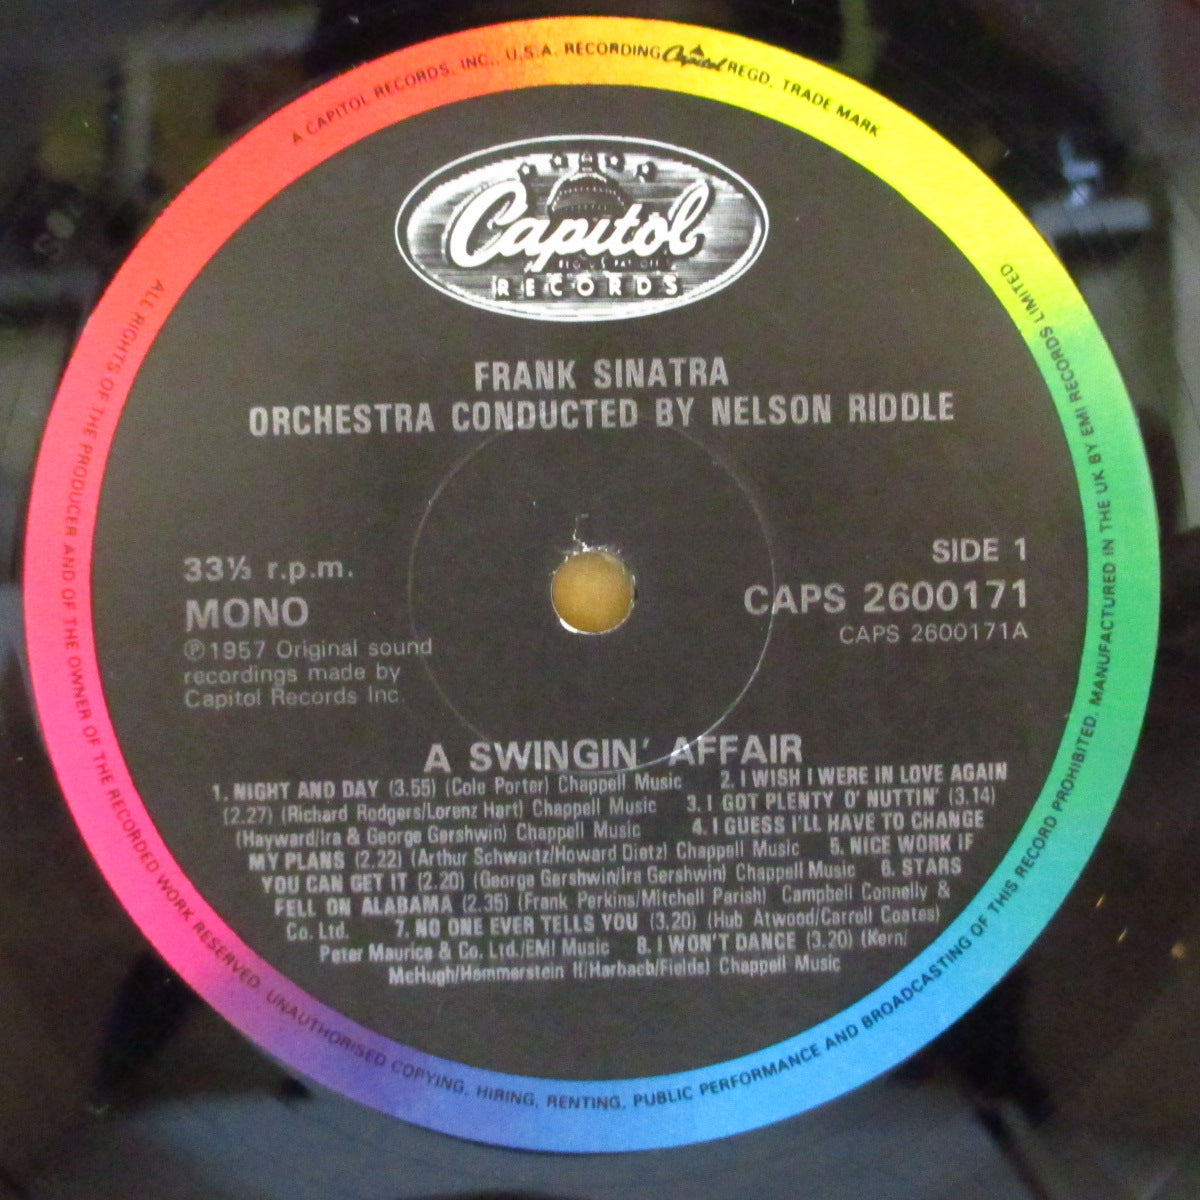 A CAPITOL RECORDS, INC., U.S.A. RECORDING Capitol REGD. TRADE MARK
Capitol
RECORDS
FRANK SINATRA
ORCHESTRA CONDUCTED BY NELSON RIDDLE
33⅓ r.p.m.
MONO
℗1957 Original sound
recordings made by
Capitol Records Inc.
SIDE 1
CAPS 2600171
CAPS 2600171A
A SWINGIN' AFFAIR
1. NIGHT AND DAY (3.55) (Cole Porter) Chappell Music 2. I WISH I WERE IN LOVE AGAIN
(2.27) (Richard Rodgers/Lorenz Hart) Chappell Music 3. I GOT PLENTY O' NUTTIN' (3.14)
(Hayward/Ira & George Gershwin) Chappell Music 4. I GUESS I'LL HAVE TO CHANGE
MY PLANS (2.22) (Arthur Schwartz/Howard Dietz) Chappell Music 5. NICE WORK IF
YOU CAN GET IT (2.20) (George Gershwin/Ira Gershwin) Chappell Music 6. STARS
FELL ON ALABAMA (2.35) (Frank Perkins/Mitchell Parish) Campbell Connelly &
Co. Ltd. 7. NO ONE EVER TELLS YOU (3.20) (Hub Atwood/Carroll Coates)
Peter Maurice & Co. Ltd./EMI Music 8. I WON'T DANCE (3.20) (Kern/
McHugh/Hammerstein II/Harbach/Fields) Chappell Music
ALL RIGHTS OF THE PRODUCER AND OF THE OWNER OF THE RECORDED WORK RESERVED. UNAUTHORISED COPYING, HIRING, RENTING, PUBLIC PERFORMANCE AND BROADCASTING OF THIS RECORD PROHIBITED. MANUFACTURED IN THE UK BY EMI RECORDS LIMITED